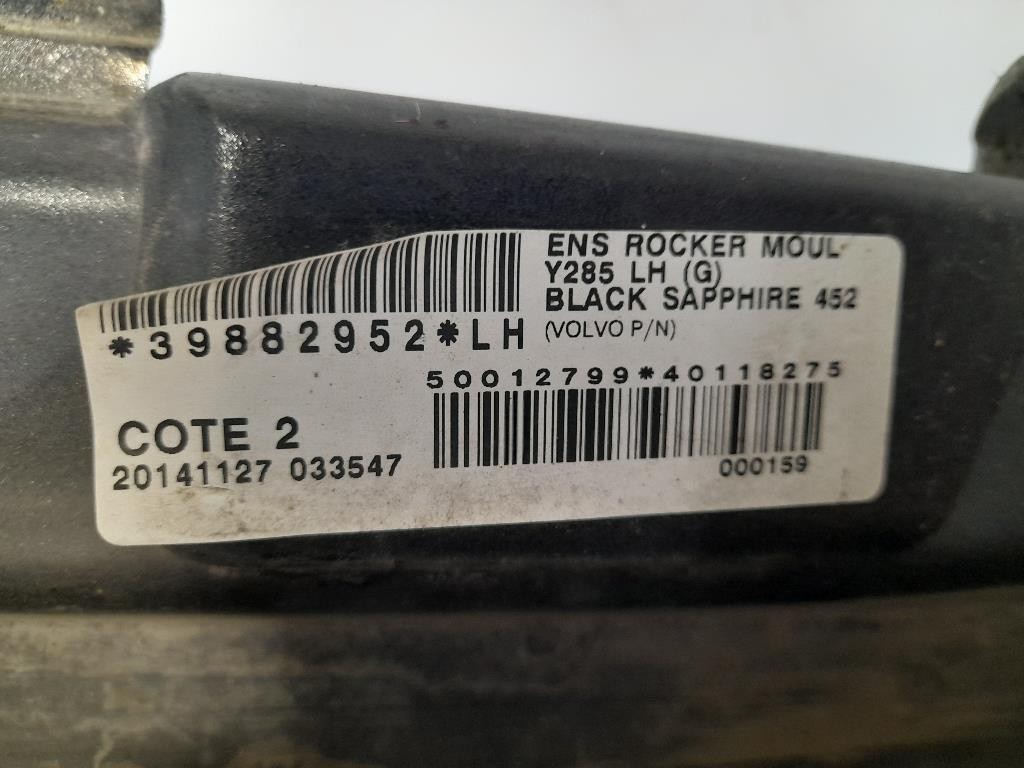 ENS ROCKER MOUL
Y285 LH (G)
BLACK SAPPHIRE 452
*39882952*LH (VOLVO P/N)
50012799*40118275
COTE 2
20141127 033547
000159